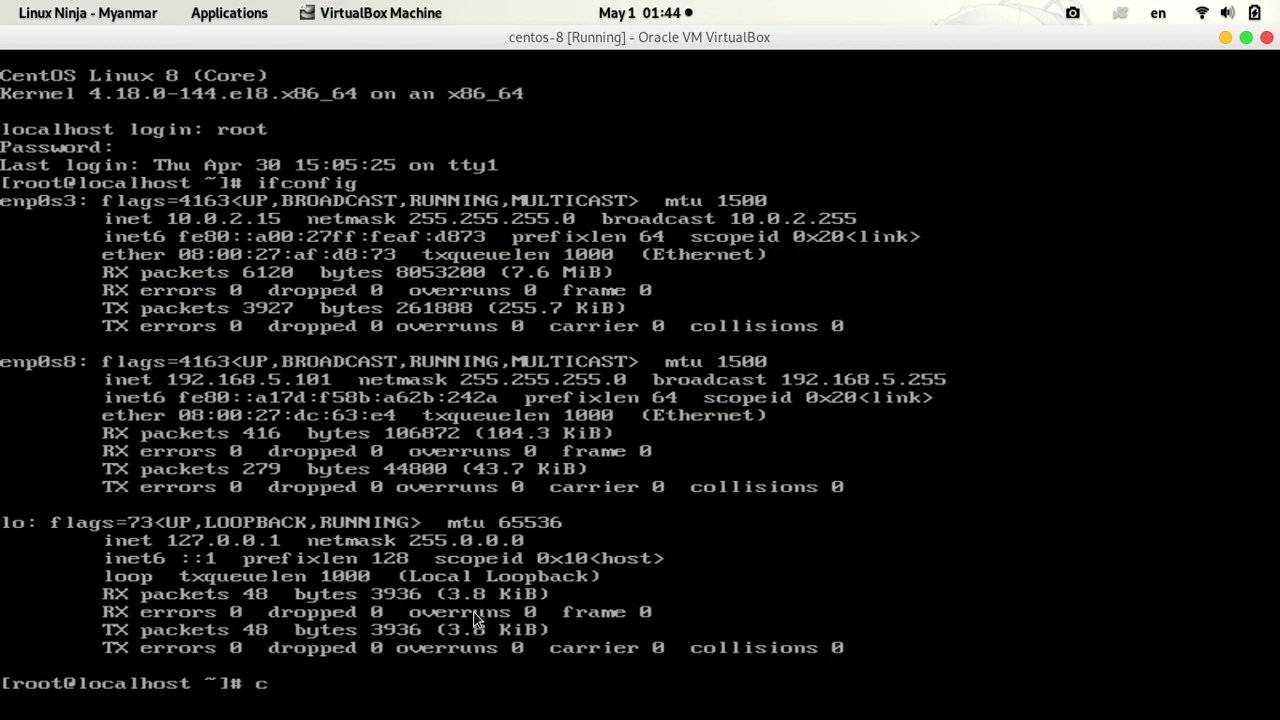 Linux Ninja - Myanmar Applications VirtualBox Machine May 1 01:44 en
centos-8 [Running] - Oracle VM VirtualBox
CentOS Linux 8 (Core)
Kernel 4.18.0-144.el8.x86_64 on an x86_64
localhost login: root
Password:
Last login: Thu Apr 30 15:05:25 on tty1
[root@localhost ~]# ifconfig
enp0s3: flags=4163<UP,BROADCAST,RUNNING,MULTICAST>  mtu 1500
        inet 10.0.2.15  netmask 255.255.255.0  broadcast 10.0.2.255
        inet6 fe80::a00:27ff:feaf:d873  prefixlen 64  scopeid 0x20<link>
        ether 08:00:27:af:d8:73  txqueuelen 1000  (Ethernet)
        RX packets 6120  bytes 8053200 (7.6 MiB)
        RX errors 0  dropped 0  overruns 0  frame 0
        TX packets 3927  bytes 261888 (255.7 KiB)
        TX errors 0  dropped 0 overruns 0  carrier 0  collisions 0
enp0s8: flags=4163<UP,BROADCAST,RUNNING,MULTICAST>  mtu 1500
        inet 192.168.5.101  netmask 255.255.255.0  broadcast 192.168.5.255
        inet6 fe80::a17d:f58b:a62b:242a  prefixlen 64  scopeid 0x20<link>
        ether 08:00:27:dc:63:e4  txqueuelen 1000  (Ethernet)
        RX packets 416  bytes 106872 (104.3 KiB)
        RX errors 0  dropped 0  overruns 0  frame 0
        TX packets 279  bytes 44800 (43.7 KiB)
        TX errors 0  dropped 0 overruns 0  carrier 0  collisions 0
lo: flags=73<UP,LOOPBACK,RUNNING>  mtu 65536
        inet 127.0.0.1  netmask 255.0.0.0
        inet6 ::1  prefixlen 128  scopeid 0x10<host>
        loop  txqueuelen 1000  (Local Loopback)
        RX packets 48  bytes 3936 (3.8 KiB)
        RX errors 0  dropped 0  overruns 0  frame 0
        TX packets 48  bytes 3936 (3.8 KiB)
        TX errors 0  dropped 0 overruns 0  carrier 0  collisions 0
[root@localhost ~]# c